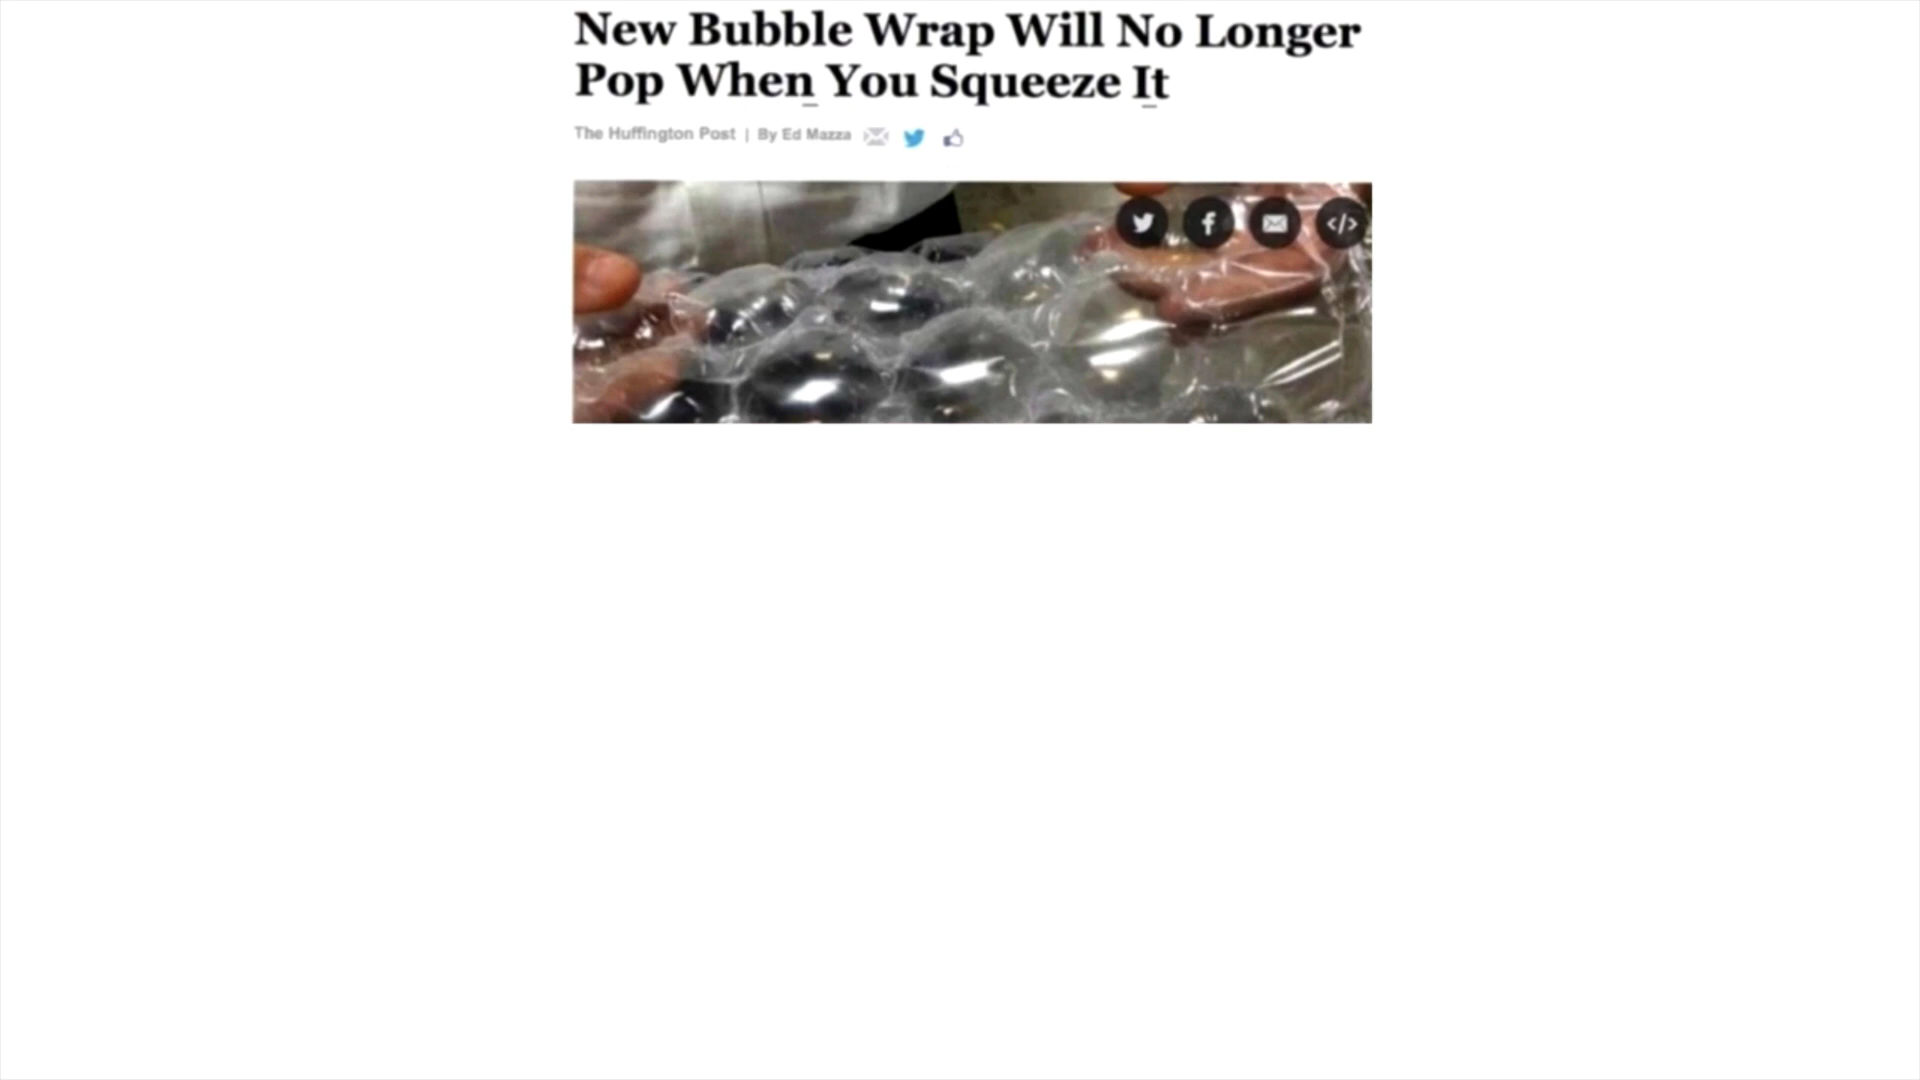 New Bubble Wrap Will No Longer
Pop When You Squeeze It
The Huffington Post | By Ed Mazza